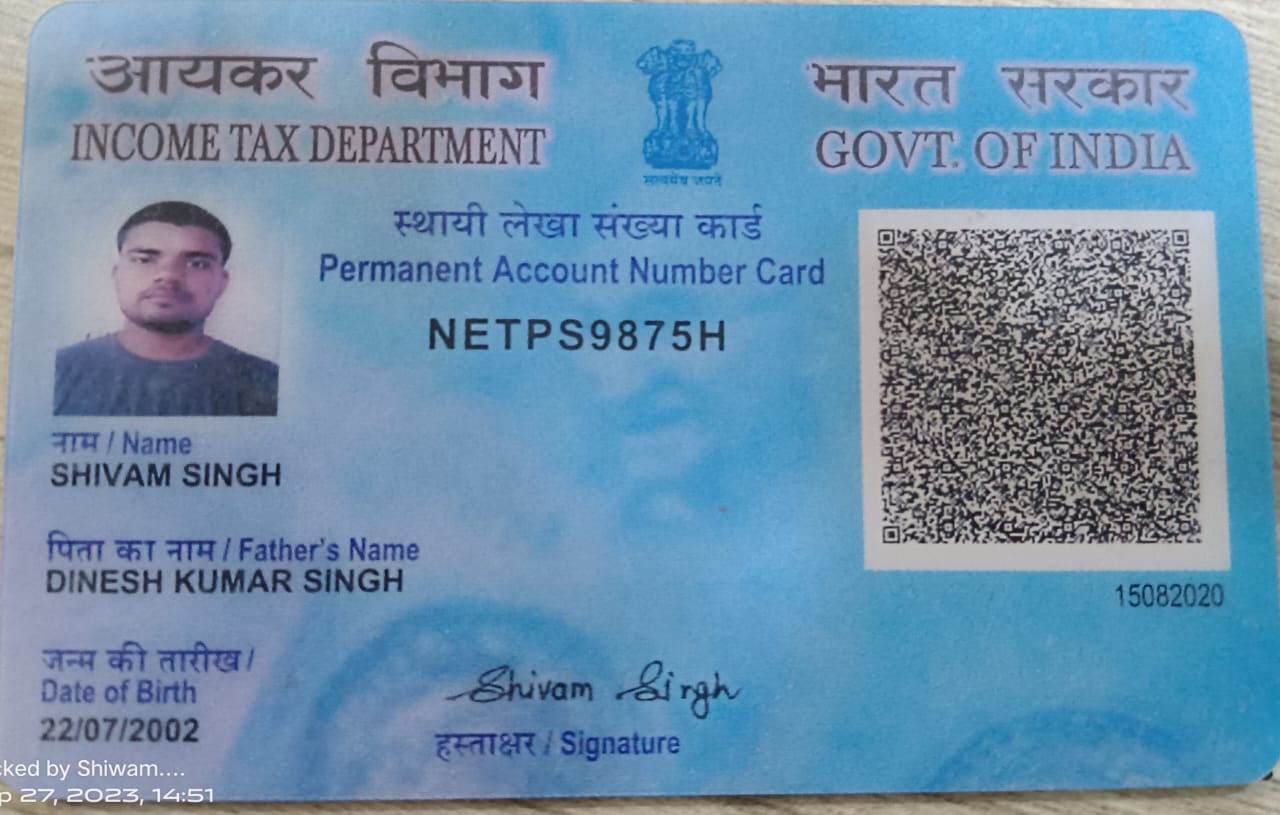 आयकर विभाग
INCOME TAX DEPARTMENT
सत्यमेव जयते
भारत सरकार
GOVT. OF INDIA
स्थायी लेखा संख्या कार्ड
Permanent Account Number Card
NETPS9875H
नाम / Name
SHIVAM SINGH
पिता का नाम / Father's Name
DINESH KUMAR SINGH
15082020
जन्म की तारीख /
Date of Birth
22/07/2002
Shivam Singh
हस्ताक्षर / Signature
by Shiwam....
27, 2023, 14:51